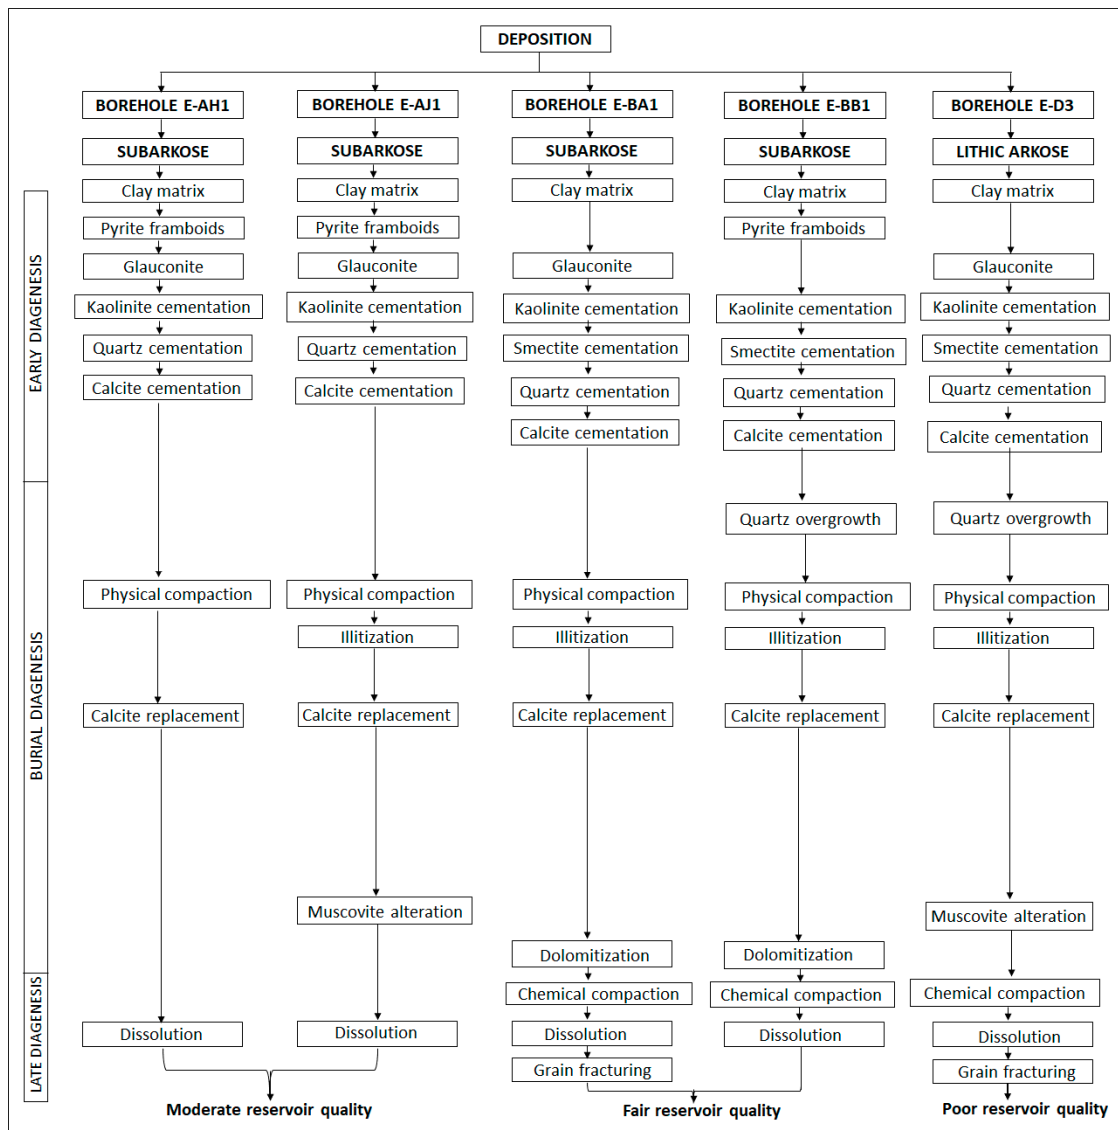 DEPOSITION
BOREHOLE E-AH1
BOREHOLE E-AJ1
BOREHOLE E-BA1
BOREHOLE E-BB1
BOREHOLE E-D3
SUBARKOSE
SUBARKOSE
SUBARKOSE
SUBARKOSE
LITHIC ARKOSE
EARLY DIAGENESIS
Clay matrix
Clay matrix
Clay matrix
Clay matrix
Clay matrix
Pyrite framboids
Pyrite framboids
Pyrite framboids
Glauconite
Glauconite
Glauconite
Glauconite
Kaolinite cementation
Kaolinite cementation
Kaolinite cementation
Kaolinite cementation
Kaolinite cementation
Quartz cementation
Quartz cementation
Smectite cementation
Smectite cementation
Smectite cementation
Calcite cementation
Calcite cementation
Quartz cementation
Quartz cementation
Quartz cementation
Calcite cementation
Calcite cementation
Calcite cementation
BURIAL DIAGENESIS
Quartz overgrowth
Quartz overgrowth
Physical compaction
Physical compaction
Physical compaction
Physical compaction
Physical compaction
Illitization
Illitization
Illitization
Illitization
Calcite replacement
Calcite replacement
Calcite replacement
Calcite replacement
Calcite replacement
Muscovite alteration
Muscovite alteration
Dolomitization
Dolomitization
LATE DIAGENESIS
Chemical compaction
Chemical compaction
Chemical compaction
Dissolution
Dissolution
Dissolution
Dissolution
Dissolution
Grain fracturing
Grain fracturing
Moderate reservoir quality
Fair reservoir quality
Poor reservoir quality